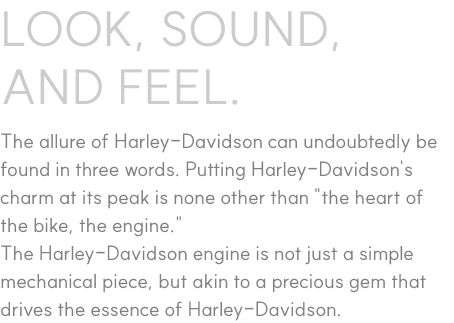 LOOK, SOUND,
AND FEEL.
The allure of Harley-Davidson can undoubtedly be
found in three words. Putting Harley-Davidson's
charm at its peak is none other than "the heart of
the bike, the engine."
The Harley-Davidson engine is not just a simple
mechanical piece, but akin to a precious gem that
drives the essence of Harley-Davidson.